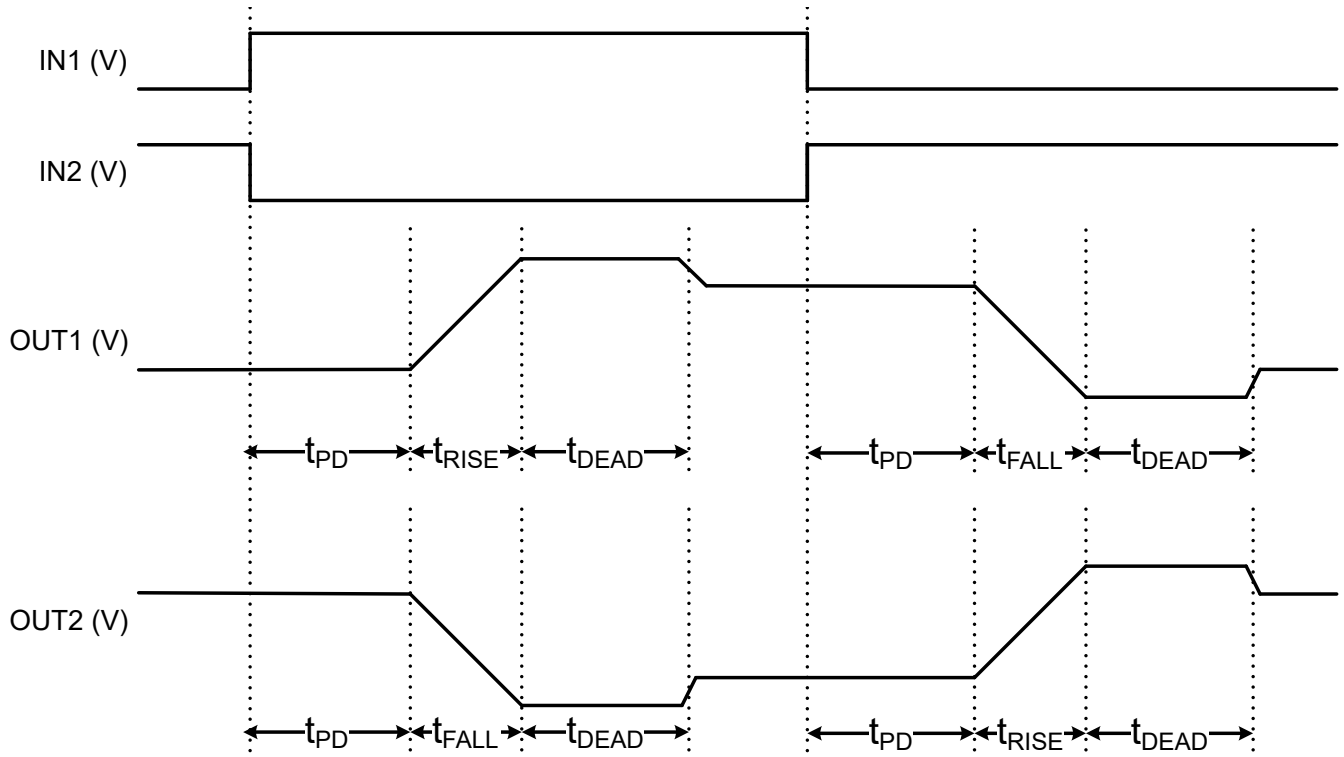 IN1 (V)
IN2 (V)
OUT1 (V)
tPD tRISE tDEAD tPD tFALL tDEAD
OUT2 (V)
tPD tFALL tDEAD tPD tRISE tDEAD